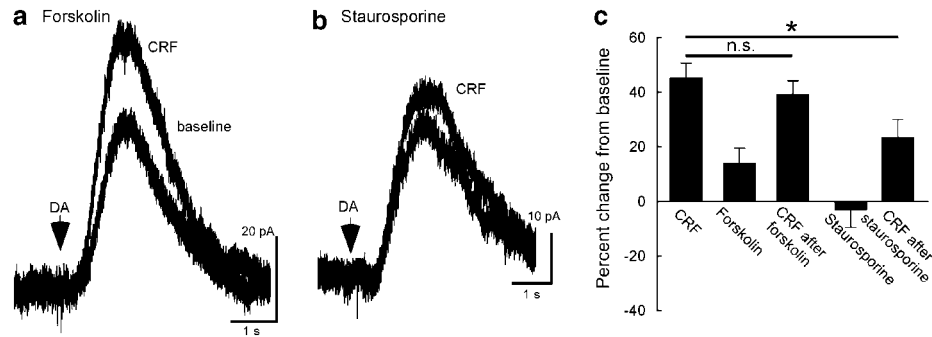 a Forskolin
CRF
baseline
DA
20 pA
1 s
b Staurosporine
CRF
DA
10 pA
1 s
c
Percent change from baseline
60
40
20
0
-20
-40
*
n.s.
CRF
Forskolin
CRF after
forskolin
Staurosporine
CRF after
staurosporine